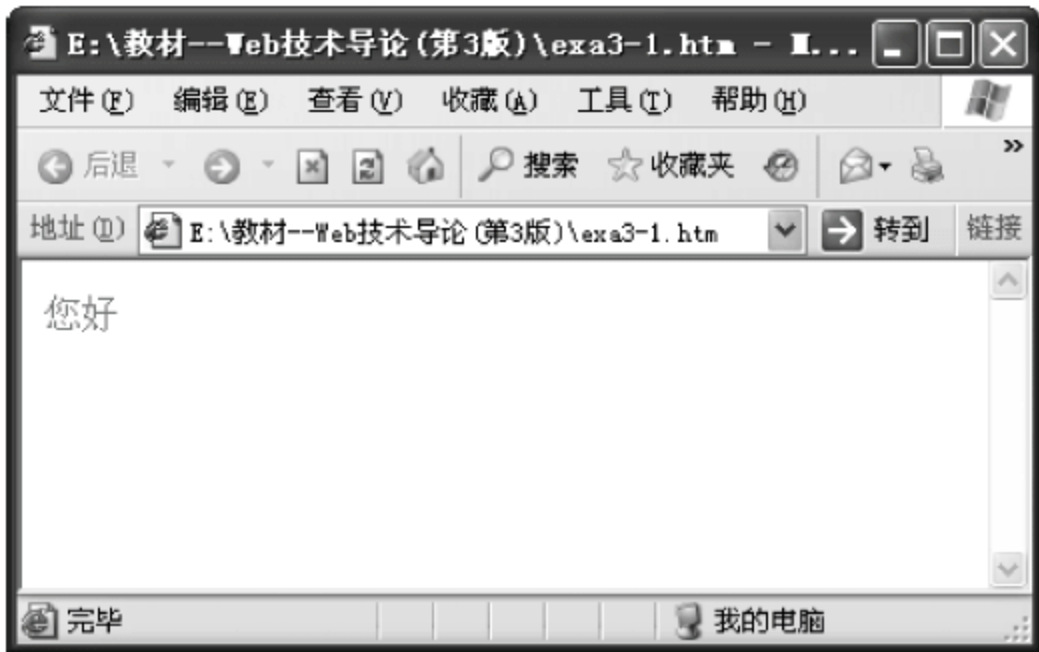 E:\教材--Web技术导论(第3版)\exa3-1.htm - M...
文件(F) 编辑(E) 查看(V) 收藏(A) 工具(T) 帮助(H)
后退 搜索 收藏夹 »
地址(D) E:\教材--Web技术导论(第3版)\exa3-1.htm 转到 链接
您好
完毕 我的电脑